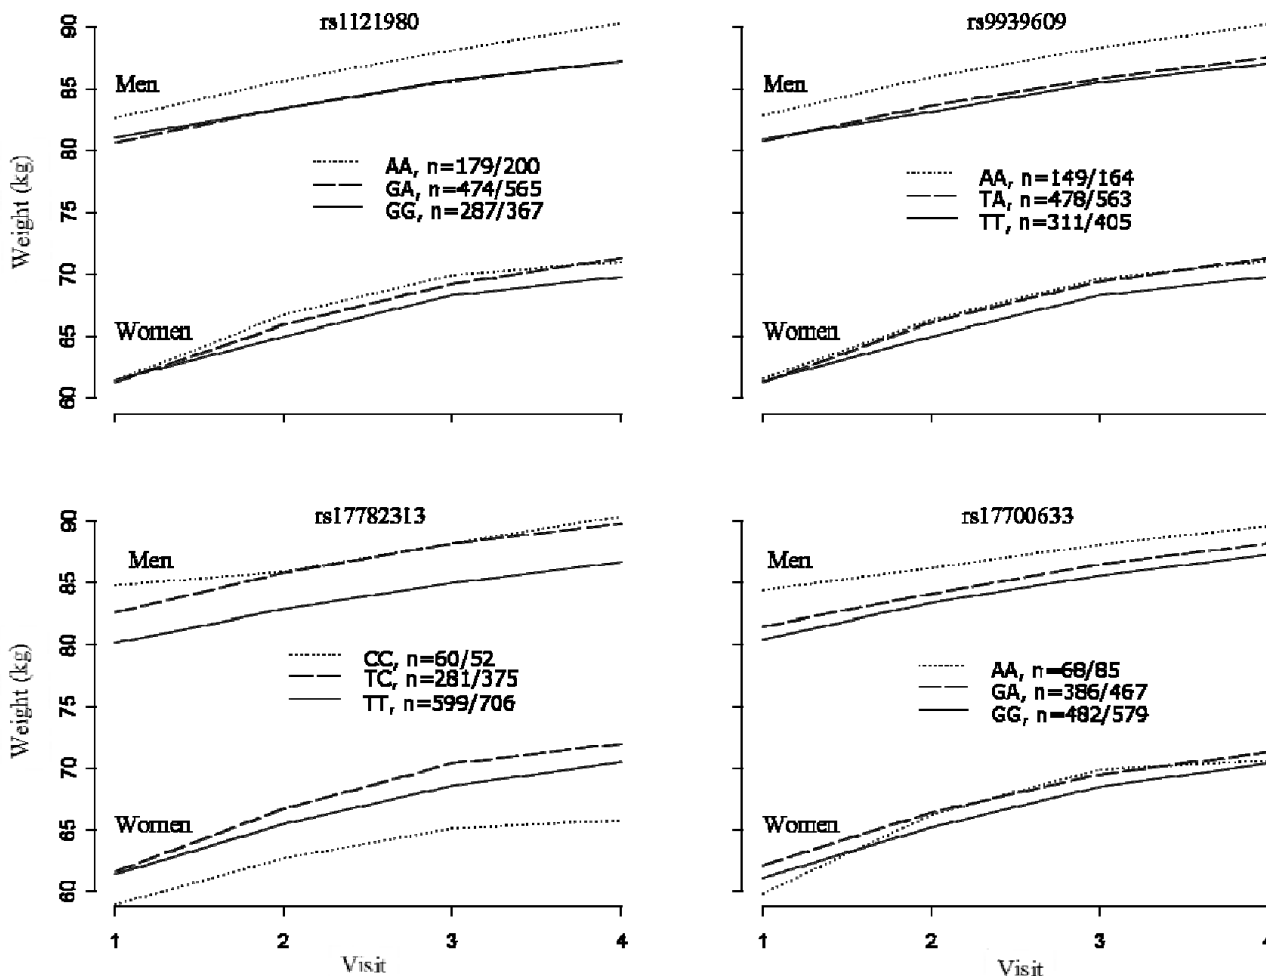 rs1121980
90
85
80
75
70
65
60
Weight (kg)
Men
AA, n=179/200
GA, n=474/565
GG, n=287/367
Women
rs9939609
Men
AA, n=149/164
TA, n=478/563
TT, n=311/405
Women
rs17782313
90
85
80
75
70
65
60
Weight (kg)
Men
CC, n=60/52
TC, n=281/375
TT, n=599/706
Women
1 2 3 4
Visit
rs17700633
Men
AA, n=68/85
GA, n=386/467
GG, n=482/579
Women
1 2 3 4
Visit